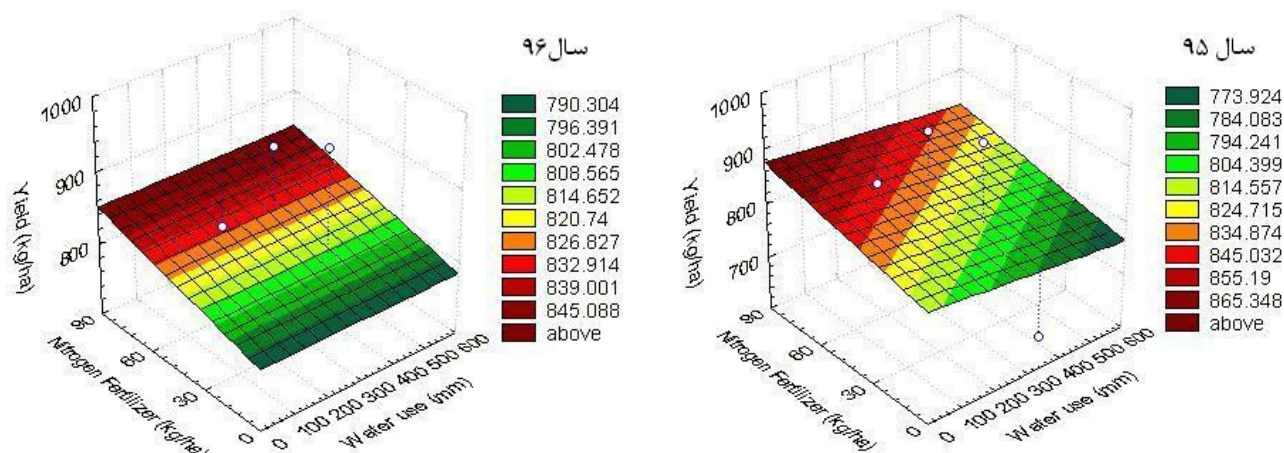 سال۹۶
1000
900
800
Yield (kg/ha)
80
60
30
0
Nitrogen Fertilizer (Kg/ha)
0 100 200 300 400 500 600
Water use (mm)
790.304
796.391
802.478
808.565
814.652
820.74
826.827
832.914
839.001
845.088
above
سال ۹۵
1000
900
800
700
Yield (kg/ha)
80
60
30
0
Nitrogen Fertilizer (Kg/ha)
0 100 200 300 400 500 600
Water use (mm)
773.924
784.083
794.241
804.399
814.557
824.715
834.874
845.032
855.19
865.348
above